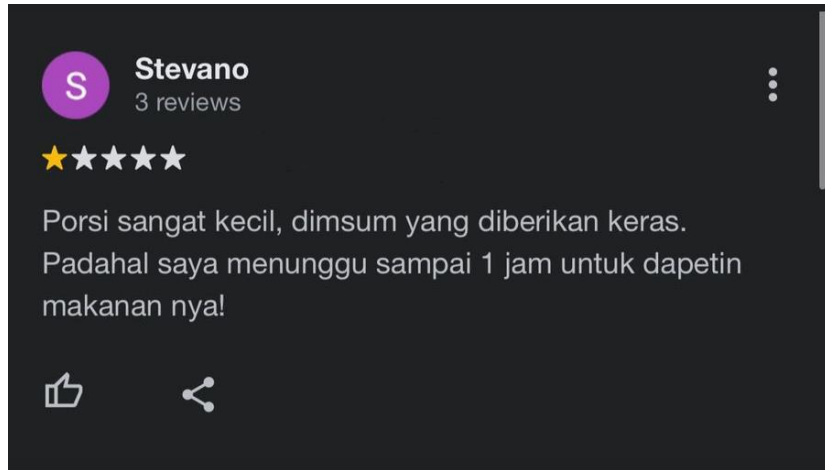 S
Stevano
3 reviews
Porsi sangat kecil, dimsum yang diberikan keras.
Padahal saya menunggu sampai 1 jam untuk dapetin
makanan nya!